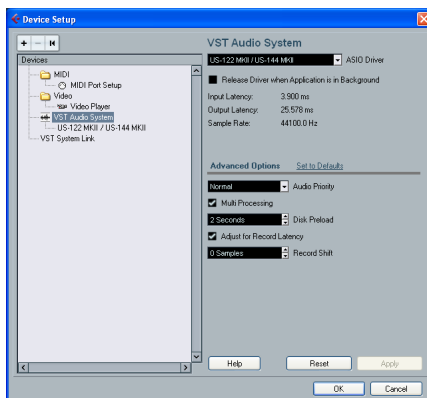 Device Setup
Devices
MIDI
MIDI Port Setup
Video
Video Player
VST Audio System
US-122 MKII / US-144 MKII
VST System Link
VST Audio System
US-122 MKII / US-144 MKII ASIO Driver
Release Driver when Application is in Background
Input Latency: 3.900 ms
Output Latency: 25.578 ms
Sample Rate: 44100.0 Hz
Advanced Options Set to Defaults
Normal Audio Priority
Multi Processing
2 Seconds Disk Preload
Adjust for Record Latency
0 Samples Record Shift
Help Reset Apply
OK Cancel